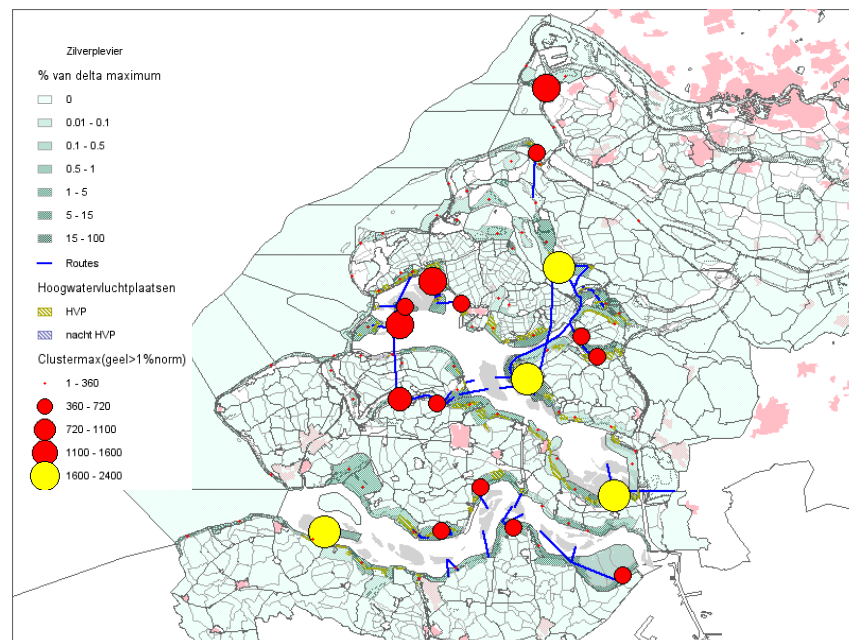 Zilverplevier
% van delta maximum
0
0.01 - 0.1
0.1 - 0.5
0.5 - 1
1 - 5
5 - 15
15 - 100
Routes
Hoogwatervluchtplaatsen
HVP
nacht HVP
Clustermax(geel>1%norm)
1 - 360
360 - 720
720 - 1100
1100 - 1600
1600 - 2400